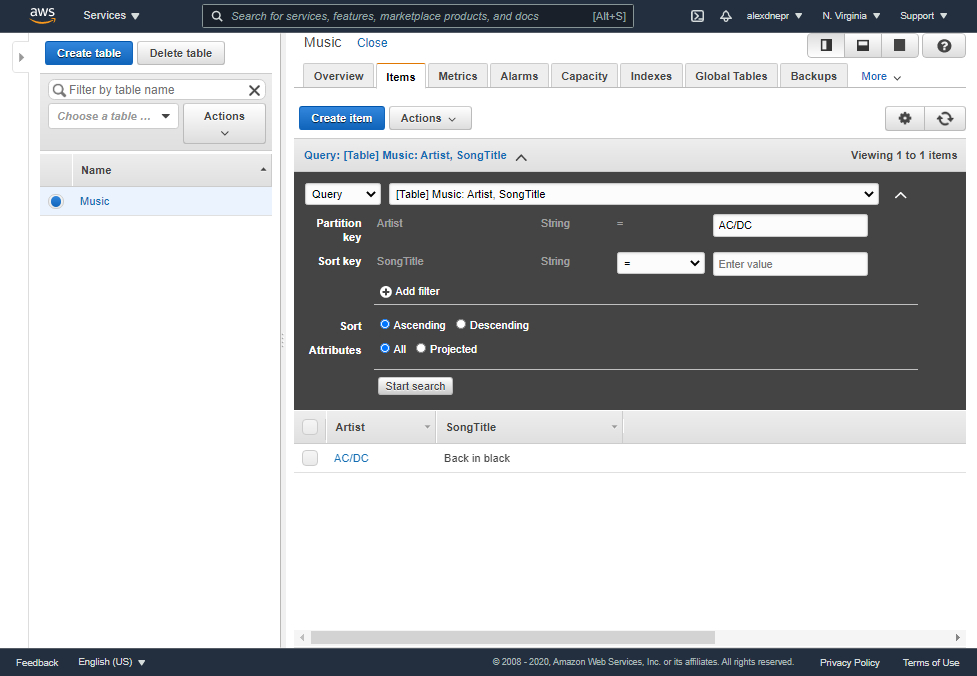 aws Services Search for services, features, marketplace products, and docs [Alt+S] alexdnepr N. Virginia Support
Create table Delete table
Filter by table name
Choose a table ... Actions
Name
Music
Music Close
Overview Items Metrics Alarms Capacity Indexes Global Tables Backups More
Create item Actions
Query: [Table] Music: Artist, SongTitle Viewing 1 to 1 items
Query [Table] Music: Artist, SongTitle
Partition key Artist String = AC/DC
Sort key SongTitle String = Enter value
Add filter
Sort Ascending Descending
Attributes All Projected
Start search
Artist SongTitle
AC/DC Back in black
Feedback English (US) © 2008 - 2020, Amazon Web Services, Inc. or its affiliates. All rights reserved. Privacy Policy Terms of Use